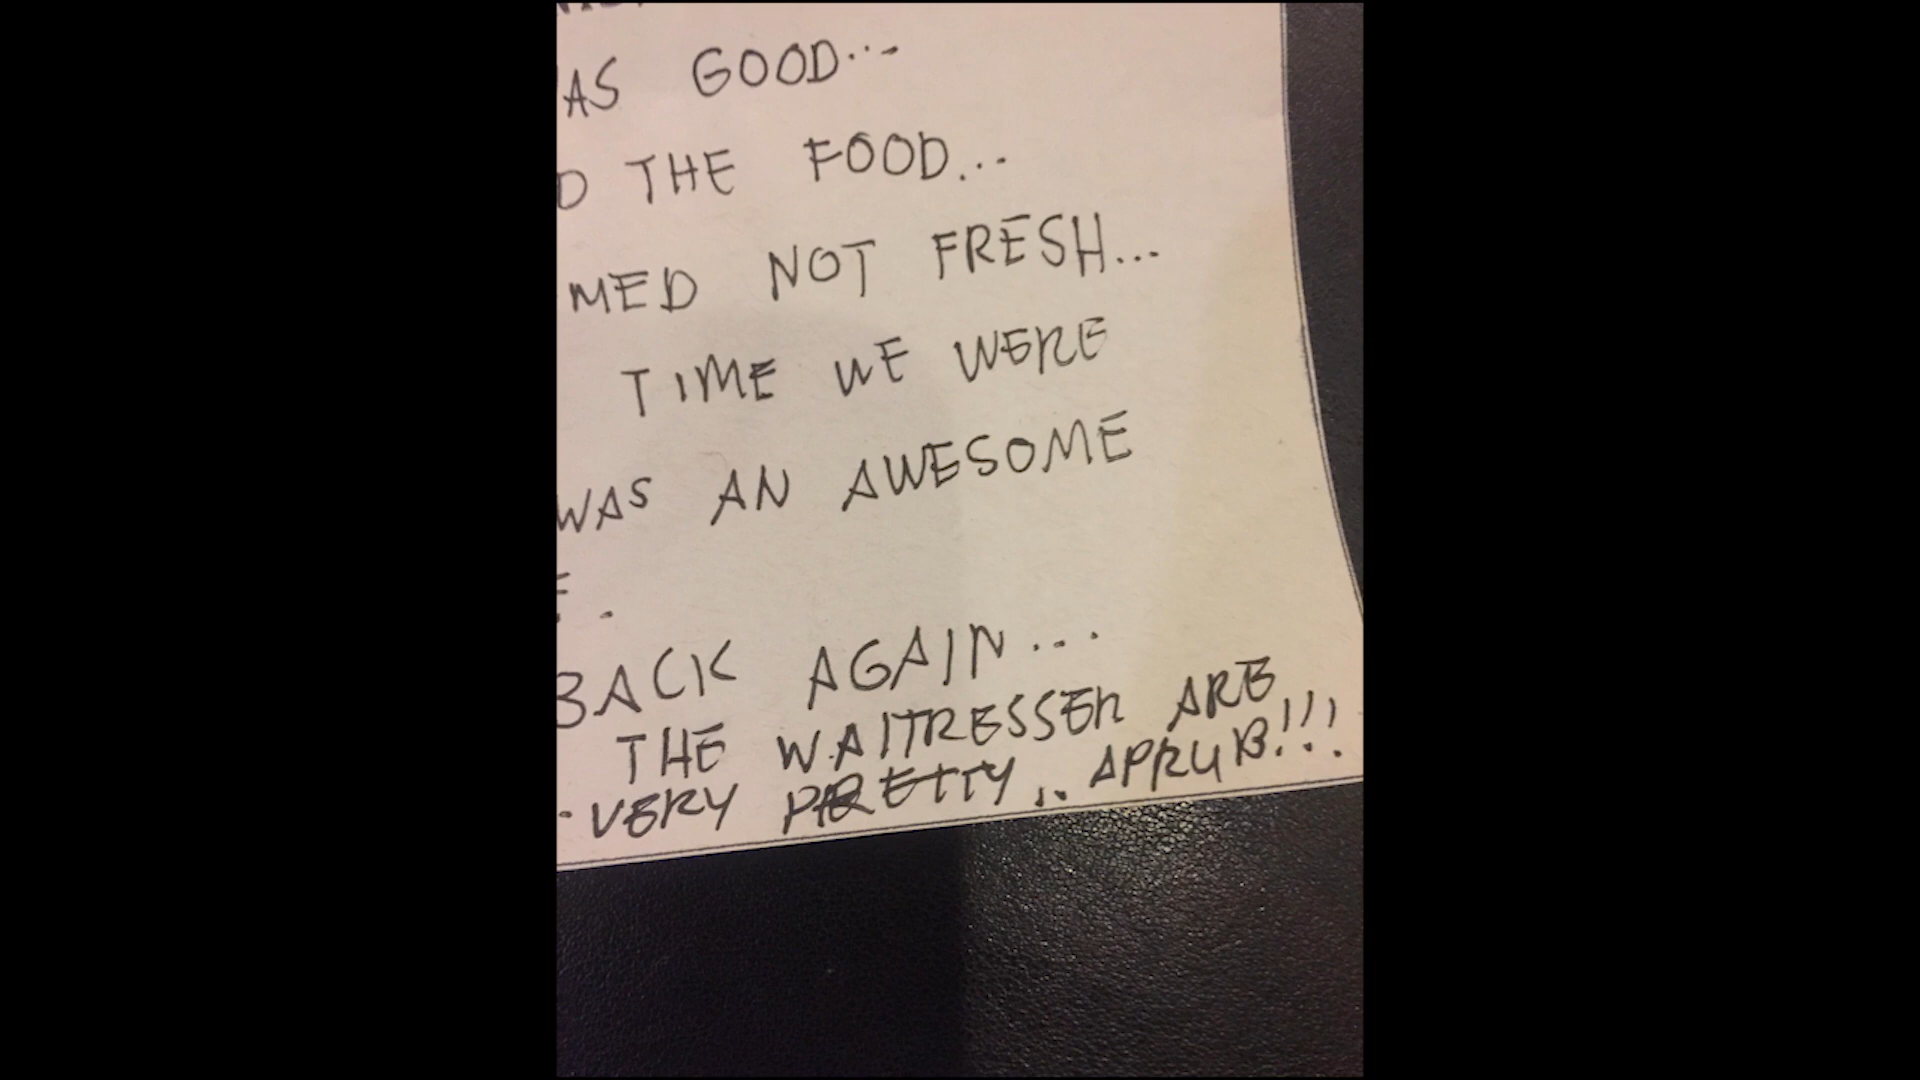 AS GOOD...
D THE FOOD...
MED NOT FRESH...
TIME WE WERE
WAS AN AWESOME
E.
BACK AGAIN...
THE WAITRESSER ARE
. VERY PRETTY... APRUB!!!